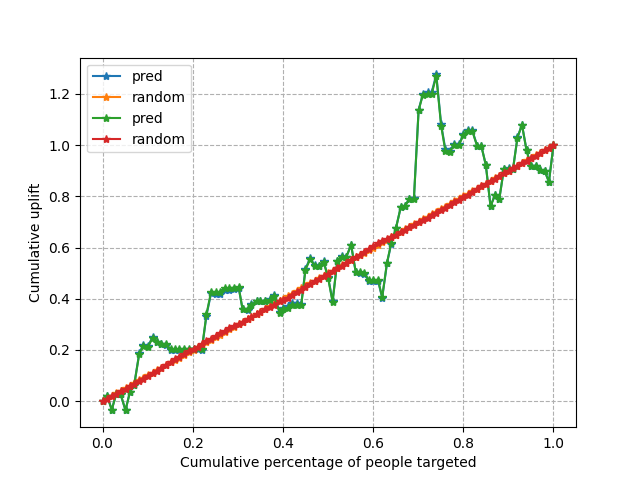 pred
random
pred
random
1.2
1.0
0.8
0.6
0.4
0.2
0.0
Cumulative uplift
0.0 0.2 0.4 0.6 0.8 1.0
Cumulative percentage of people targeted